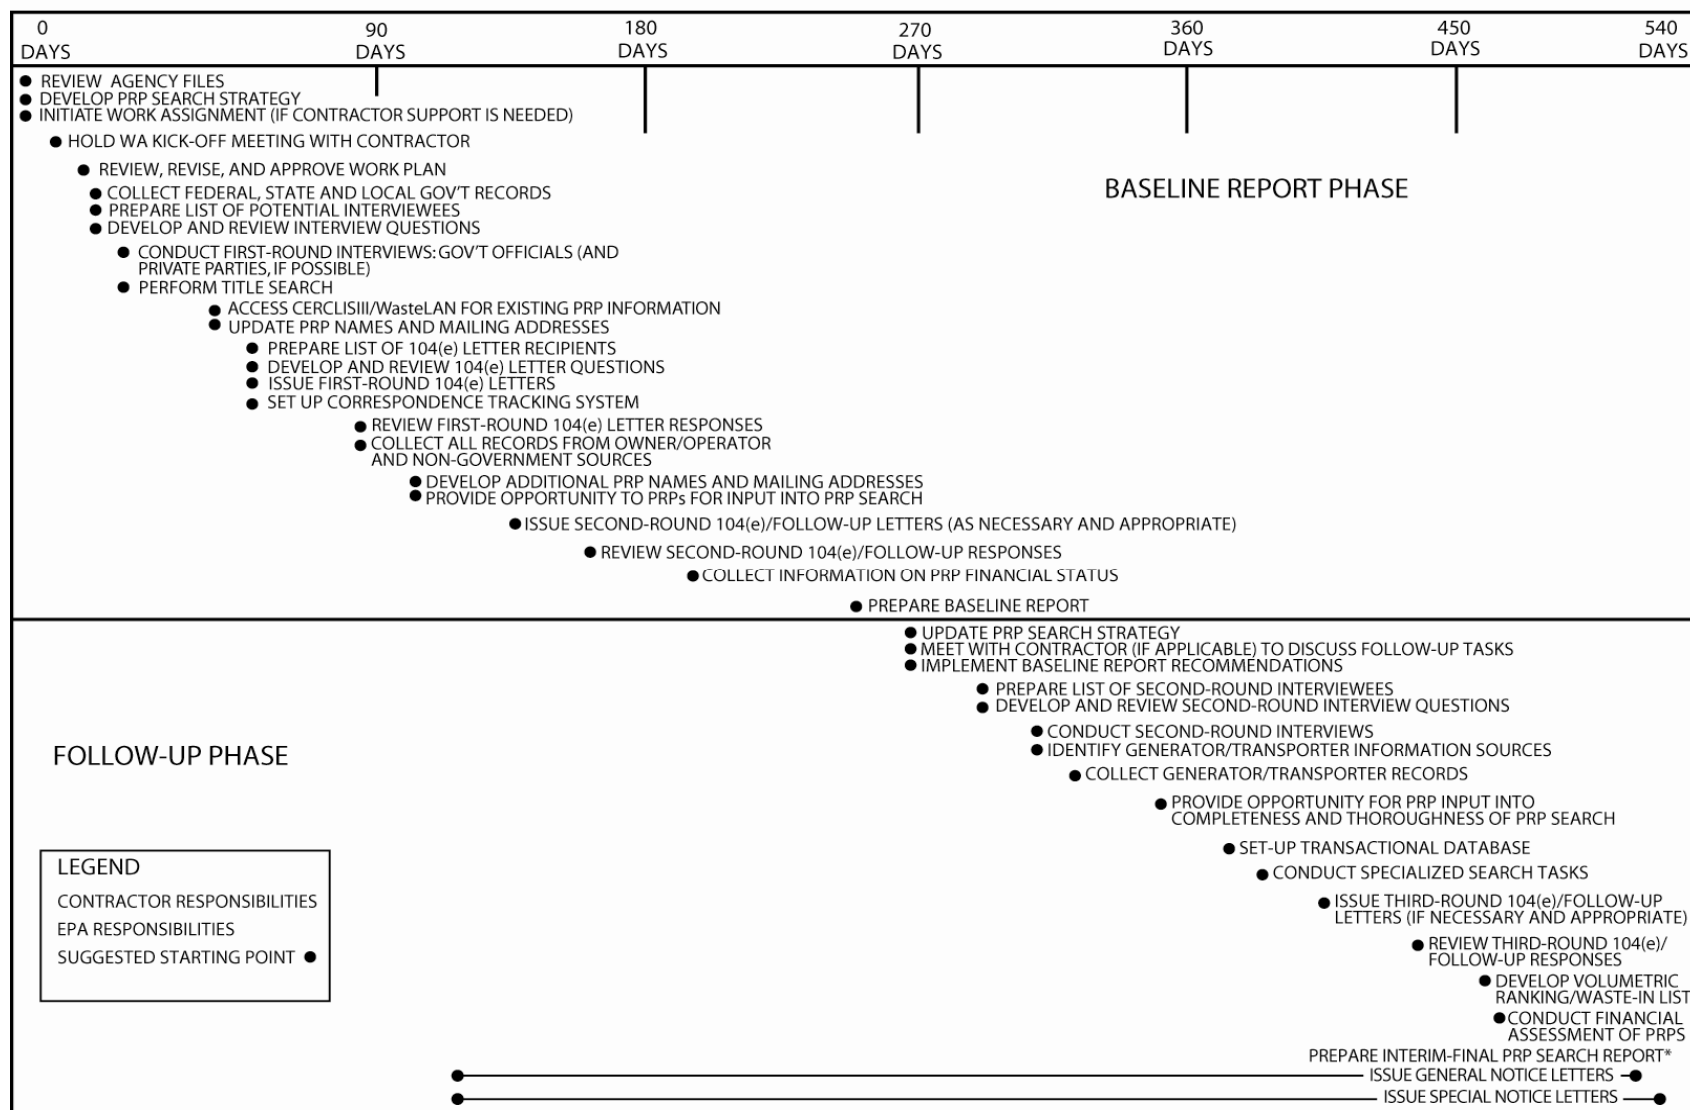 0 90 180 270 360 450 540
DAYS DAYS DAYS DAYS DAYS DAYS DAYS
REVIEW AGENCY FILES
DEVELOP PRP SEARCH STRATEGY
INITIATE WORK ASSIGNMENT (IF CONTRACTOR SUPPORT IS NEEDED)
HOLD WA KICK-OFF MEETING WITH CONTRACTOR
REVIEW, REVISE, AND APPROVE WORK PLAN
BASELINE REPORT PHASE
COLLECT FEDERAL, STATE AND LOCAL GOV'T RECORDS
PREPARE LIST OF POTENTIAL INTERVIEWEES
DEVELOP AND REVIEW INTERVIEW QUESTIONS
CONDUCT FIRST-ROUND INTERVIEWS: GOV'T OFFICIALS (AND
PRIVATE PARTIES, IF POSSIBLE)
PERFORM TITLE SEARCH
ACCESS CERCLISIII/WasteLAN FOR EXISTING PRP INFORMATION
UPDATE PRP NAMES AND MAILING ADDRESSES
PREPARE LIST OF 104(e) LETTER RECIPIENTS
DEVELOP AND REVIEW 104(e) LETTER QUESTIONS
ISSUE FIRST-ROUND 104(e) LETTERS
SET UP CORRESPONDENCE TRACKING SYSTEM
REVIEW FIRST-ROUND 104(e) LETTER RESPONSES
COLLECT ALL RECORDS FROM OWNER/OPERATOR
AND NON-GOVERNMENT SOURCES
DEVELOP ADDITIONAL PRP NAMES AND MAILING ADDRESSES
PROVIDE OPPORTUNITY TO PRPs FOR INPUT INTO PRP SEARCH
ISSUE SECOND-ROUND 104(e)/FOLLOW-UP LETTERS (AS NECESSARY AND APPROPRIATE)
REVIEW SECOND-ROUND 104(e)/FOLLOW-UP RESPONSES
COLLECT INFORMATION ON PRP FINANCIAL STATUS
PREPARE BASELINE REPORT
UPDATE PRP SEARCH STRATEGY
MEET WITH CONTRACTOR (IF APPLICABLE) TO DISCUSS FOLLOW-UP TASKS
IMPLEMENT BASELINE REPORT RECOMMENDATIONS
PREPARE LIST OF SECOND-ROUND INTERVIEWEES
DEVELOP AND REVIEW SECOND-ROUND INTERVIEW QUESTIONS
CONDUCT SECOND-ROUND INTERVIEWS
IDENTIFY GENERATOR/TRANSPORTER INFORMATION SOURCES
FOLLOW-UP PHASE
COLLECT GENERATOR/TRANSPORTER RECORDS
PROVIDE OPPORTUNITY FOR PRP INPUT INTO
COMPLETENESS AND THOROUGHNESS OF PRP SEARCH
SET-UP TRANSACTIONAL DATABASE
CONDUCT SPECIALIZED SEARCH TASKS
ISSUE THIRD-ROUND 104(e)/FOLLOW-UP
LETTERS (IF NECESSARY AND APPROPRIATE)
REVIEW THIRD-ROUND 104(e)/
FOLLOW-UP RESPONSES
DEVELOP VOLUMETRIC
RANKING/WASTE-IN LIST
CONDUCT FINANCIAL
ASSESSMENT OF PRPS
PREPARE INTERIM-FINAL PRP SEARCH REPORT*
ISSUE GENERAL NOTICE LETTERS
ISSUE SPECIAL NOTICE LETTERS
LEGEND
CONTRACTOR RESPONSIBILITIES
EPA RESPONSIBILITIES
SUGGESTED STARTING POINT